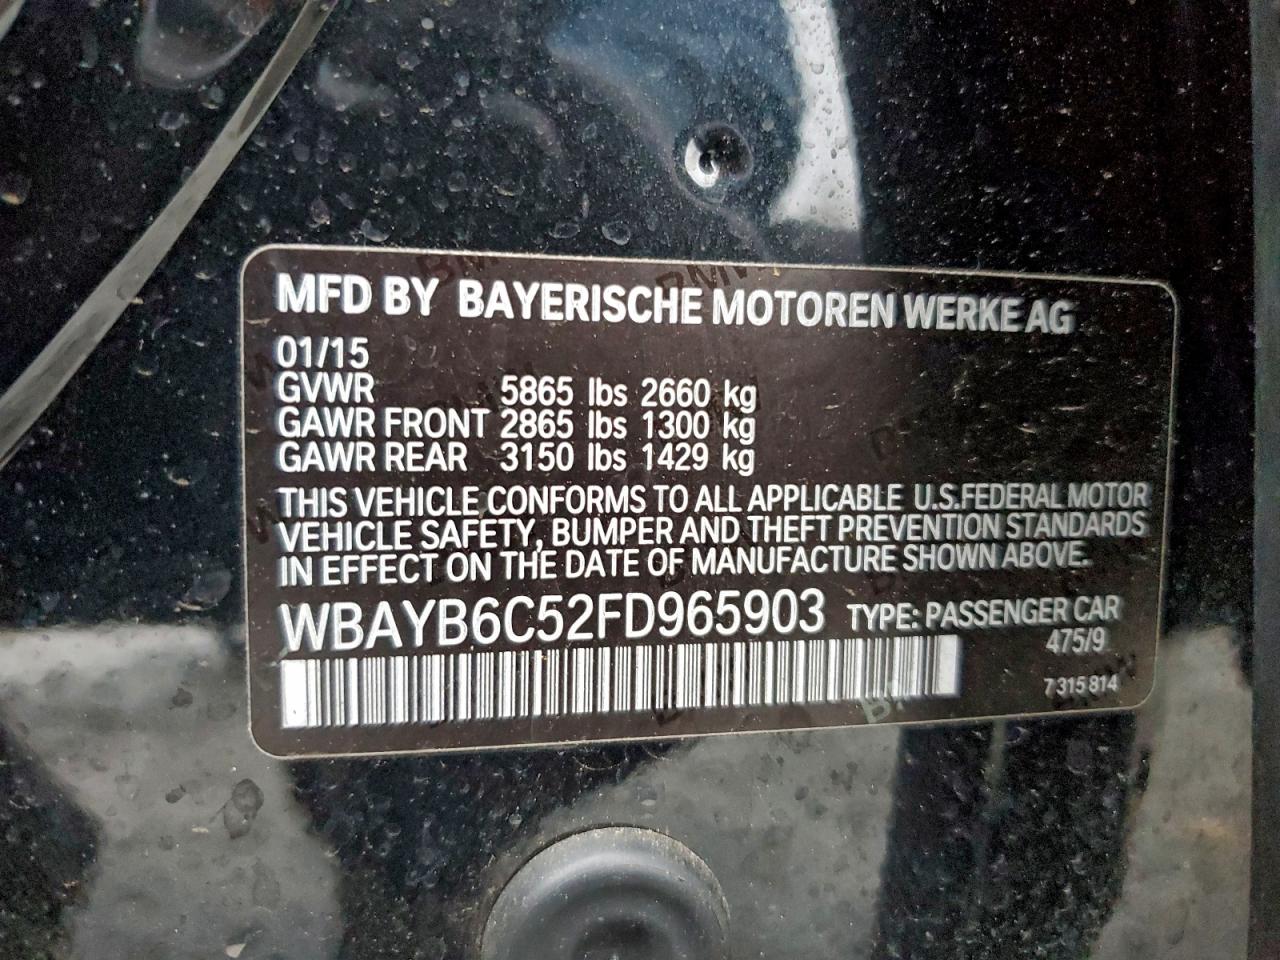 MFD BY BAYERISCHE MOTOREN WERKE AG
01/15
GVWR 5865 lbs 2660 kg
GAWR FRONT 2865 lbs 1300 kg
GAWR REAR 3150 lbs 1429 kg
THIS VEHICLE CONFORMS TO ALL APPLICABLE U.S.FEDERAL MOTOR
VEHICLE SAFETY, BUMPER AND THEFT PREVENTION STANDARDS
IN EFFECT ON THE DATE OF MANUFACTURE SHOWN ABOVE.
WBAYB6C52FD965903 TYPE: PASSENGER CAR
475/9
7 315 814